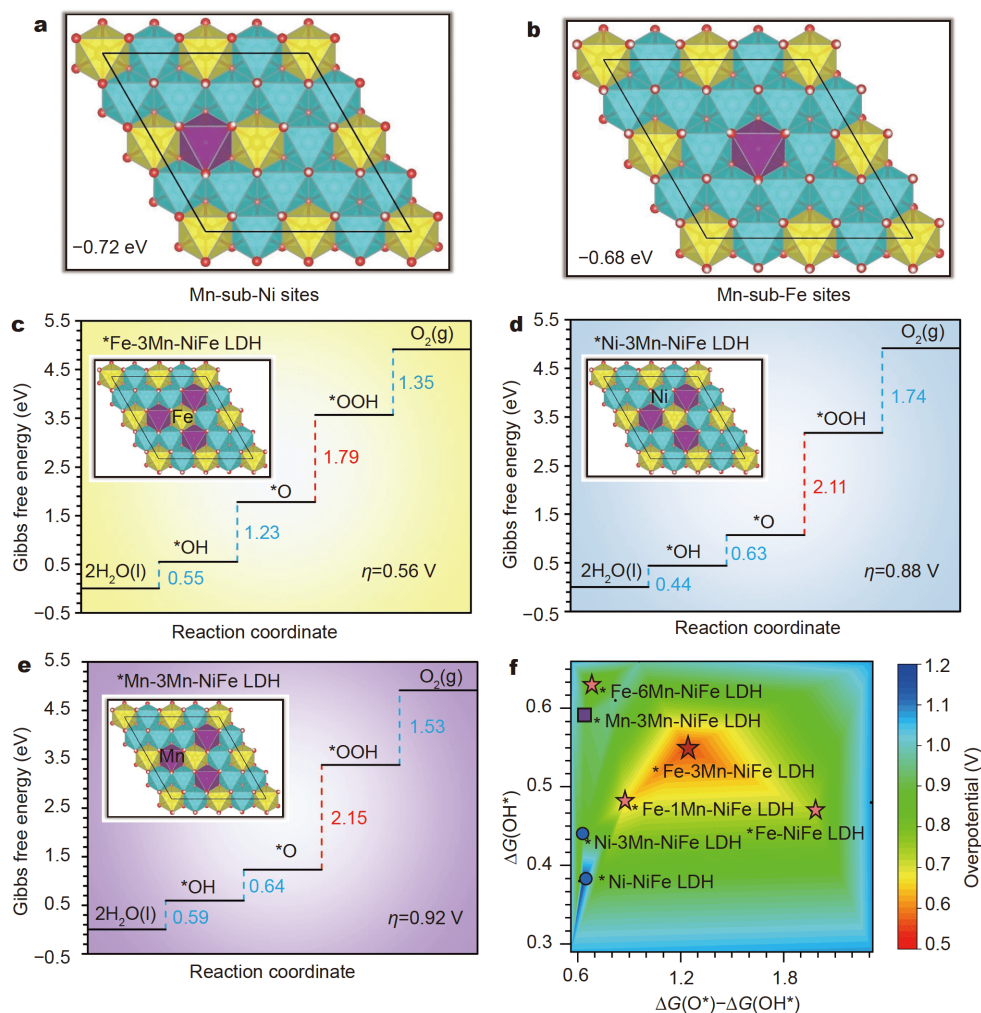 a
−0.72 eV
Mn-sub-Ni sites
b
−0.68 eV
Mn-sub-Fe sites
c
5.5
4.5
3.5
2.5
1.5
0.5
−0.5
Gibbs free energy (eV)
*Fe-3Mn-NiFe LDH
Fe
2H₂O(l)
0.55
*OH
1.23
*O
1.79
*OOH
1.35
O₂(g)
η=0.56 V
Reaction coordinate
d
5.5
4.5
3.5
2.5
1.5
0.5
−0.5
Gibbs free energy (eV)
*Ni-3Mn-NiFe LDH
Ni
2H₂O(l)
0.44
*OH
0.63
*O
2.11
*OOH
1.74
O₂(g)
η=0.88 V
Reaction coordinate
e
5.5
4.5
3.5
2.5
1.5
0.5
−0.5
Gibbs free energy (eV)
*Mn-3Mn-NiFe LDH
Mn
2H₂O(l)
0.59
*OH
0.64
*O
2.15
*OOH
1.53
O₂(g)
η=0.92 V
Reaction coordinate
f
0.6
0.5
0.4
0.3
ΔG(OH*)
*Fe-6Mn-NiFe LDH
*Mn-3Mn-NiFe LDH
*Fe-3Mn-NiFe LDH
*Fe-1Mn-NiFe LDH
*Fe-NiFe LDH
*Ni-3Mn-NiFe LDH
*Ni-NiFe LDH
0.6
1.2
1.8
ΔG(O*)−ΔG(OH*)
1.2
1.1
1.0
0.9
0.8
0.7
0.6
0.5
Overpotential (V)